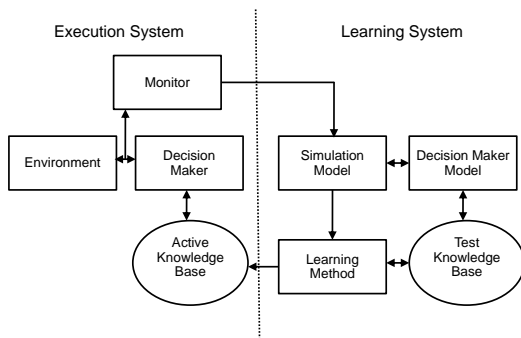 Execution System
Learning System
Monitor
Environment
Decision
Maker
Simulation
Model
Decision Maker
Model
Active
Knowledge
Base
Learning
Method
Test
Knowledge
Base